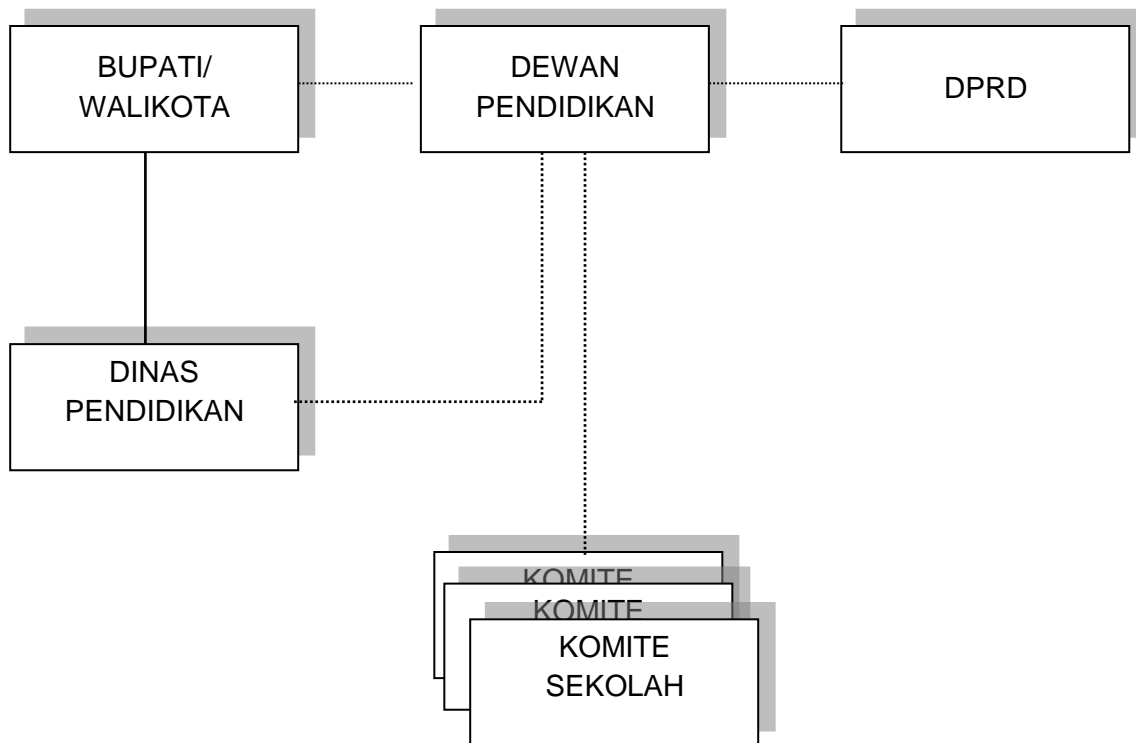 BUPATI/
WALIKOTA
DEWAN
PENDIDIKAN
DPRD
DINAS
PENDIDIKAN
KOMITE
KOMITE
KOMITE
SEKOLAH